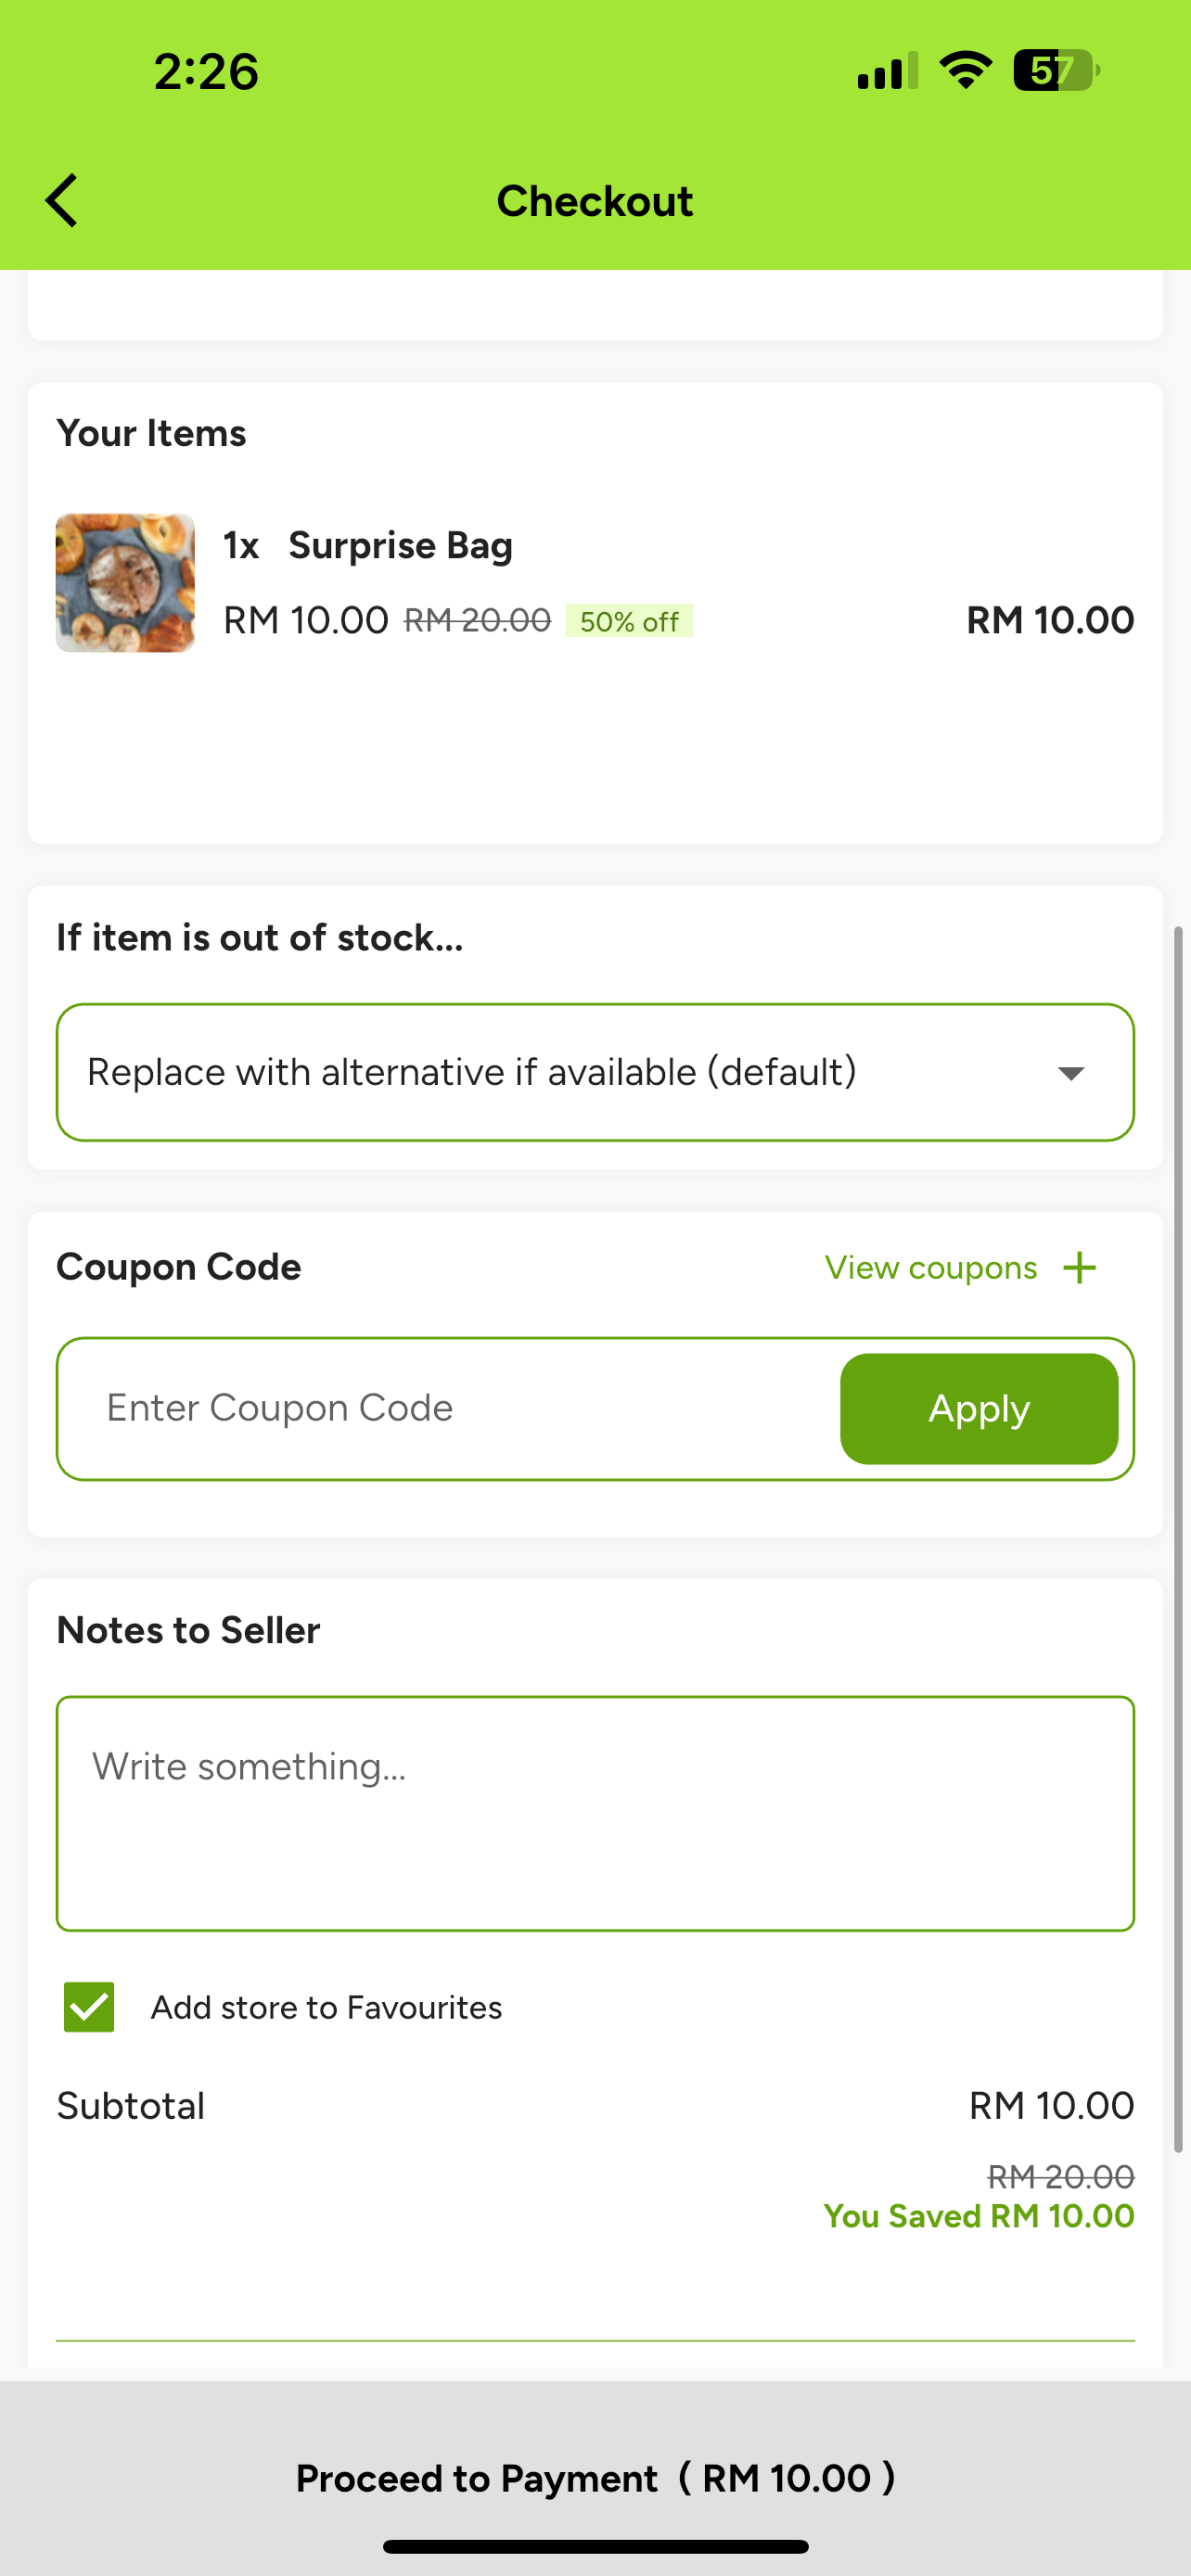 2:26
57
Checkout
Your Items
1x Surprise Bag
RM 10.00 RM 20.00 50% off RM 10.00
If item is out of stock...
Replace with alternative if available (default)
Coupon Code View coupons +
Enter Coupon Code Apply
Notes to Seller
Write something...
Add store to Favourites
Subtotal RM 10.00
RM 20.00
You Saved RM 10.00
Proceed to Payment ( RM 10.00 )